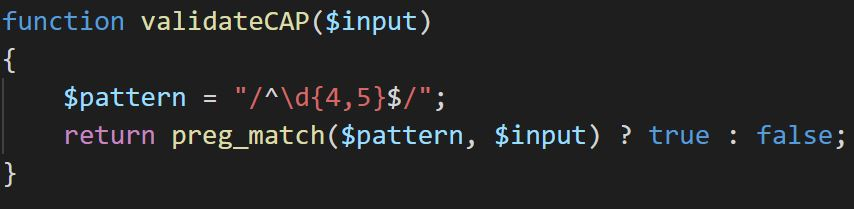 function validateCAP($input)
{
    $pattern = "/^\d{4,5}$/";
    return preg_match($pattern, $input) ? true : false;
}